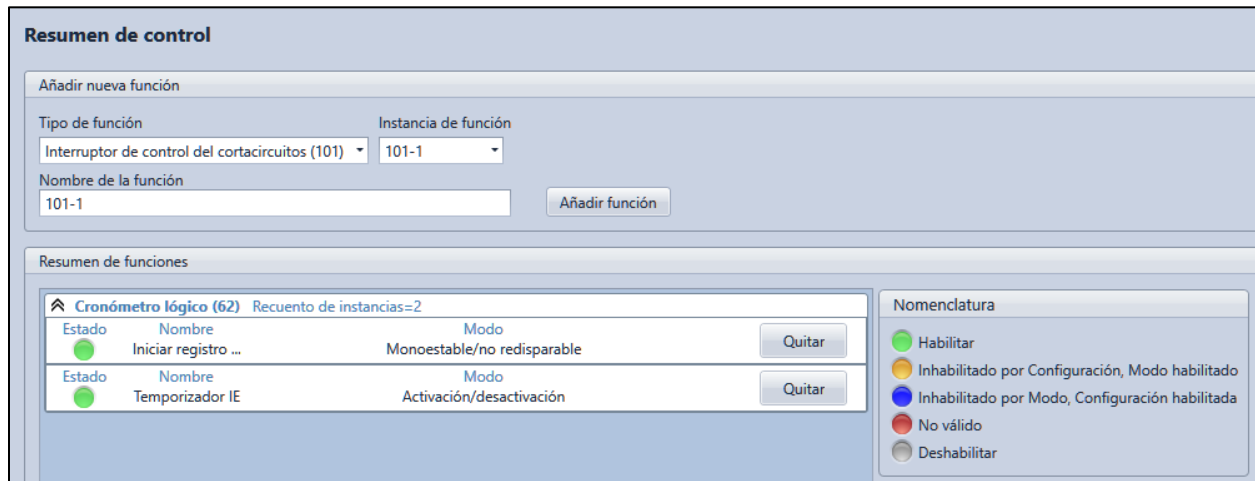 Resumen de control
Añadir nueva función
Tipo de función Instancia de función
Interruptor de control del cortacircuitos (101) 101-1
Nombre de la función
101-1 Añadir función
Resumen de funciones
Cronómetro lógico (62) Recuento de instancias=2
Estado Nombre Modo
Iniciar registro ... Monoestable/no redisparable Quitar
Estado Nombre Modo
Temporizador IE Activación/desactivación Quitar
Nomenclatura
Habilitar
Inhabilitado por Configuración, Modo habilitado
Inhabilitado por Modo, Configuración habilitada
No válido
Deshabilitar